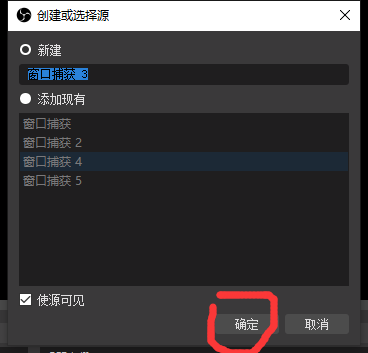 创建或选择源
新建
窗口捕获 3
添加现有
窗口捕获
窗口捕获 2
窗口捕获 4
窗口捕获 5
使源可见
确定
取消